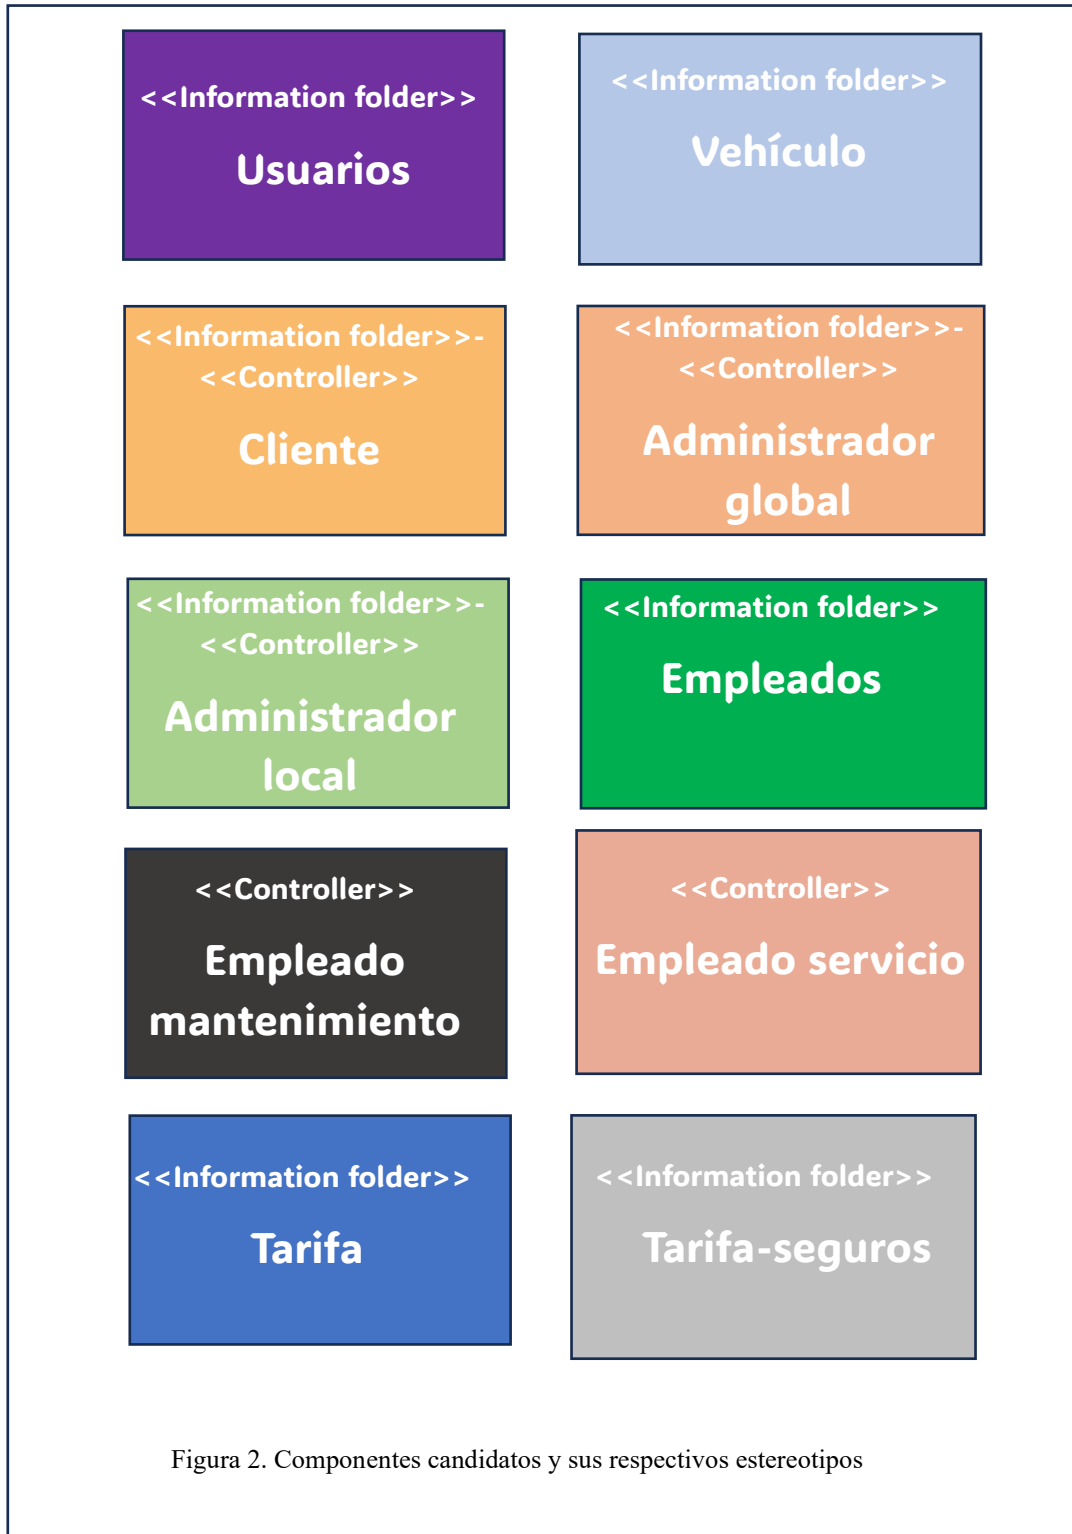 <<Information folder>>
Usuarios
<<Information folder>>
Vehículo
<<Information folder>>-
<<Controller>>
Cliente
<<Information folder>>-
<<Controller>>
Administrador
global
<<Information folder>>-
<<Controller>>
Administrador
local
<<Information folder>>
Empleados
<<Controller>>
Empleado
mantenimiento
<<Controller>>
Empleado servicio
<<Information folder>>
Tarifa
<<Information folder>>
Tarifa-seguros
Figura 2. Componentes candidatos y sus respectivos estereotipos